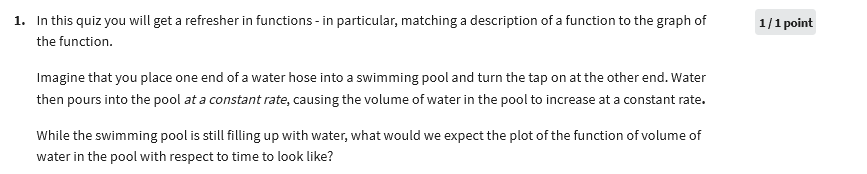 1. In this quiz you will get a refresher in functions - in particular, matching a description of a function to the graph of
the function.
1 / 1 point
Imagine that you place one end of a water hose into a swimming pool and turn the tap on at the other end. Water
then pours into the pool at a constant rate, causing the volume of water in the pool to increase at a constant rate.
While the swimming pool is still filling up with water, what would we expect the plot of the function of volume of
water in the pool with respect to time to look like?